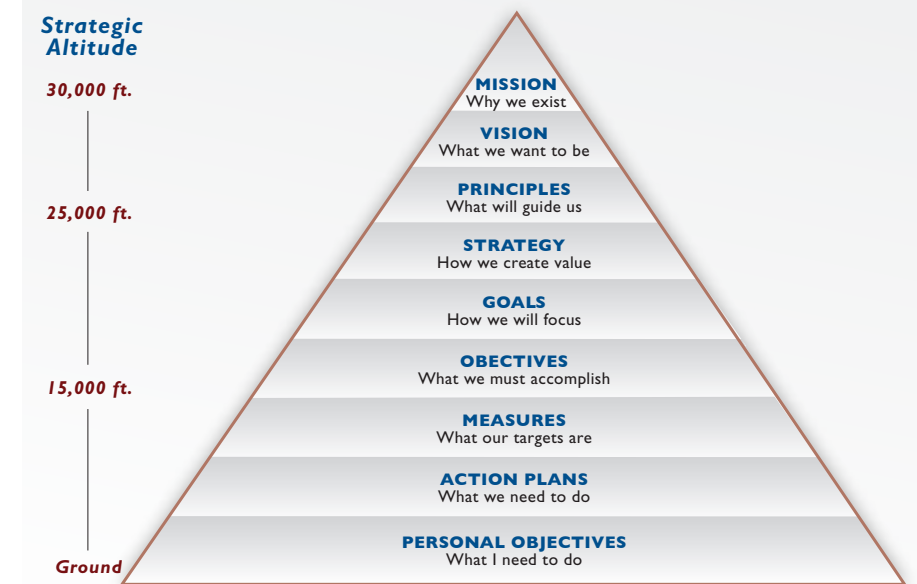 Strategic
Altitude
30,000 ft.
25,000 ft.
15,000 ft.
Ground
MISSION
Why we exist
VISION
What we want to be
PRINCIPLES
What will guide us
STRATEGY
How we create value
GOALS
How we will focus
OBECTIVES
What we must accomplish
MEASURES
What our targets are
ACTION PLANS
What we need to do
PERSONAL OBJECTIVES
What I need to do